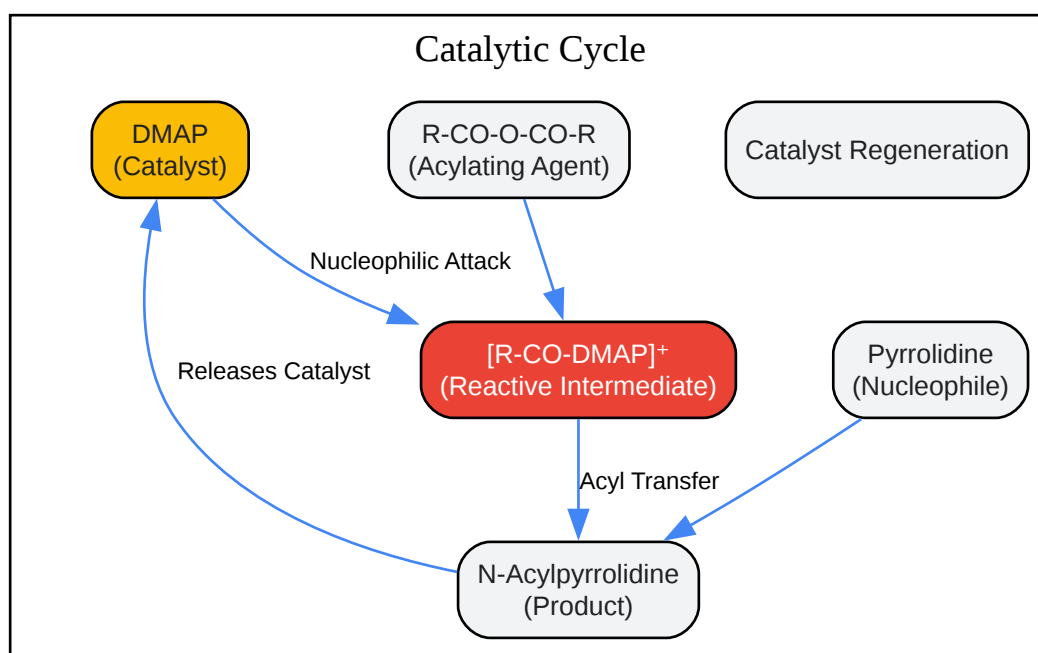 Catalytic Cycle
DMAP
(Catalyst)
R-CO-O-CO-R
(Acylating Agent)
Catalyst Regeneration
Nucleophilic Attack
[R-CO-DMAP]⁺
(Reactive Intermediate)
Pyrrolidine
(Nucleophile)
Releases Catalyst
Acyl Transfer
N-Acylpyrrolidine
(Product)